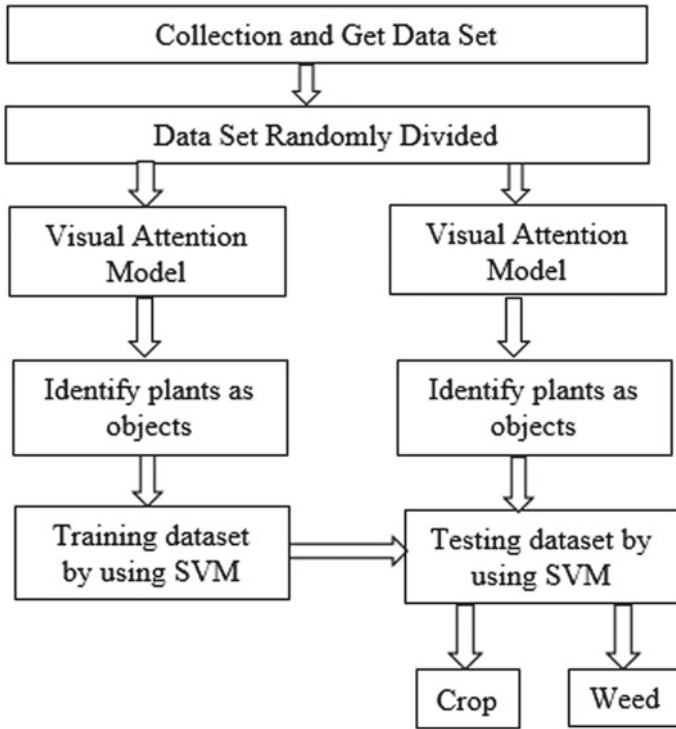 Collection and Get Data Set
Data Set Randomly Divided
Visual Attention
Model
Visual Attention
Model
Identify plants as
objects
Identify plants as
objects
Training dataset
by using SVM
Testing dataset by
using SVM
Crop
Weed